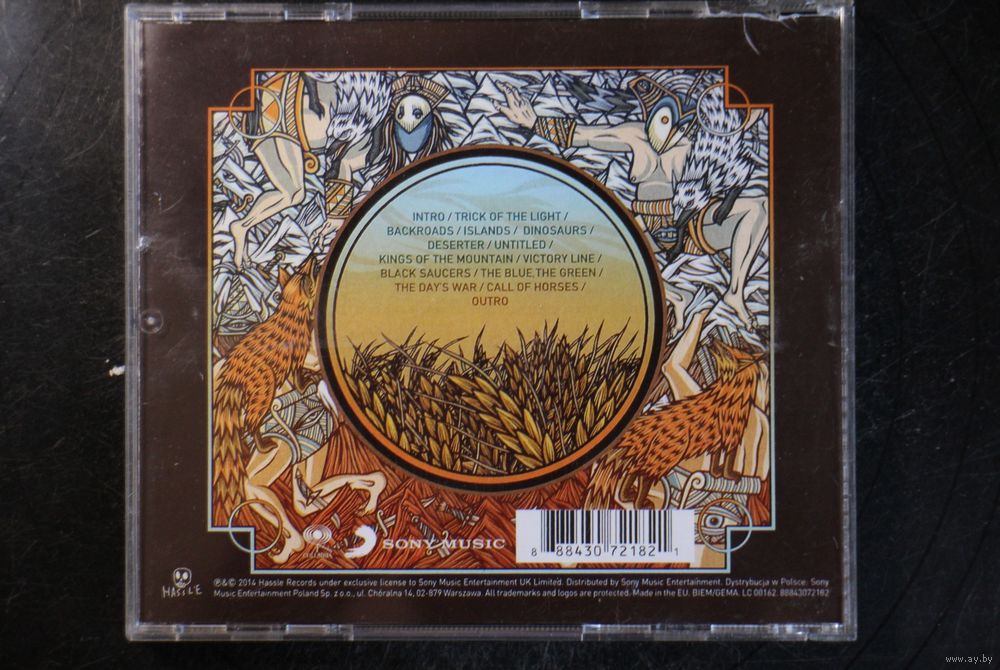 INTRO / TRICK OF THE LIGHT /
BACKROADS / ISLANDS / DINOSAURS /
DESERTER / UNTITLED /
KINGS OF THE MOUNTAIN / VICTORY LINE /
BLACK SAUCERS / THE BLUE, THE GREEN /
THE DAY'S WAR / CALL OF HORSES /
OUTRO
COLUMBIA
SONY MUSIC
8 88430 72182 1
HASSLE
℗&© 2014 Hassle Records under exclusive license to Sony Music Entertainment UK Limited. Distributed by Sony Music Entertainment. Dystrybucja w Polsce: Sony
Music Entertainment Poland Sp. z o.o., ul. Chóralna 14, 02-879 Warszawa. All trademarks and logos are protected. Made in the EU. BIEM/GEMA. LC 00162. 88843072182
www.ay.by